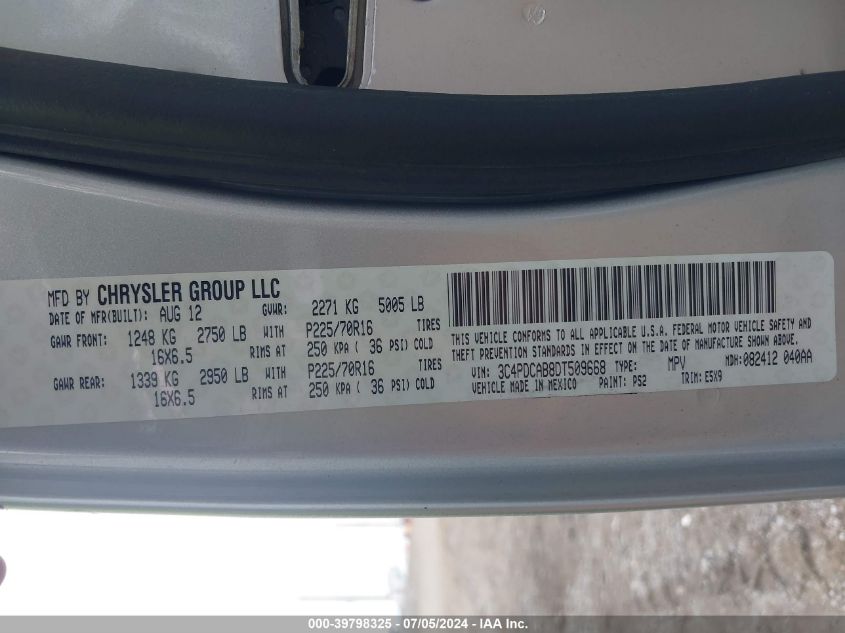 MFD BY CHRYSLER GROUP LLC
DATE OF MFR(BUILT): AUG 12 GVWR: 2271 KG 5005 LB
GAWR FRONT: 1248 KG 2750 LB WITH P225/70R16 TIRES
16X6.5 RIMS AT 250 KPA ( 36 PSI) COLD
GAWR REAR: 1339 KG 2950 LB WITH P225/70R16 TIRES
16X6.5 RIMS AT 250 KPA ( 36 PSI) COLD
THIS VEHICLE CONFORMS TO ALL APPLICABLE U.S.A. FEDERAL MOTOR VEHICLE SAFETY AND
THEFT PREVENTION STANDARDS IN EFFECT ON THE DATE OF MANUFACTURE SHOWN ABOVE.
VIN: 3C4PDCAB8DT509668 TYPE: MPV MDH: 082412 040AA
VEHICLE MADE IN MEXICO PAINT: PS2 TRIM: E5X9
000-39798325 - 07/05/2024 - IAA Inc.